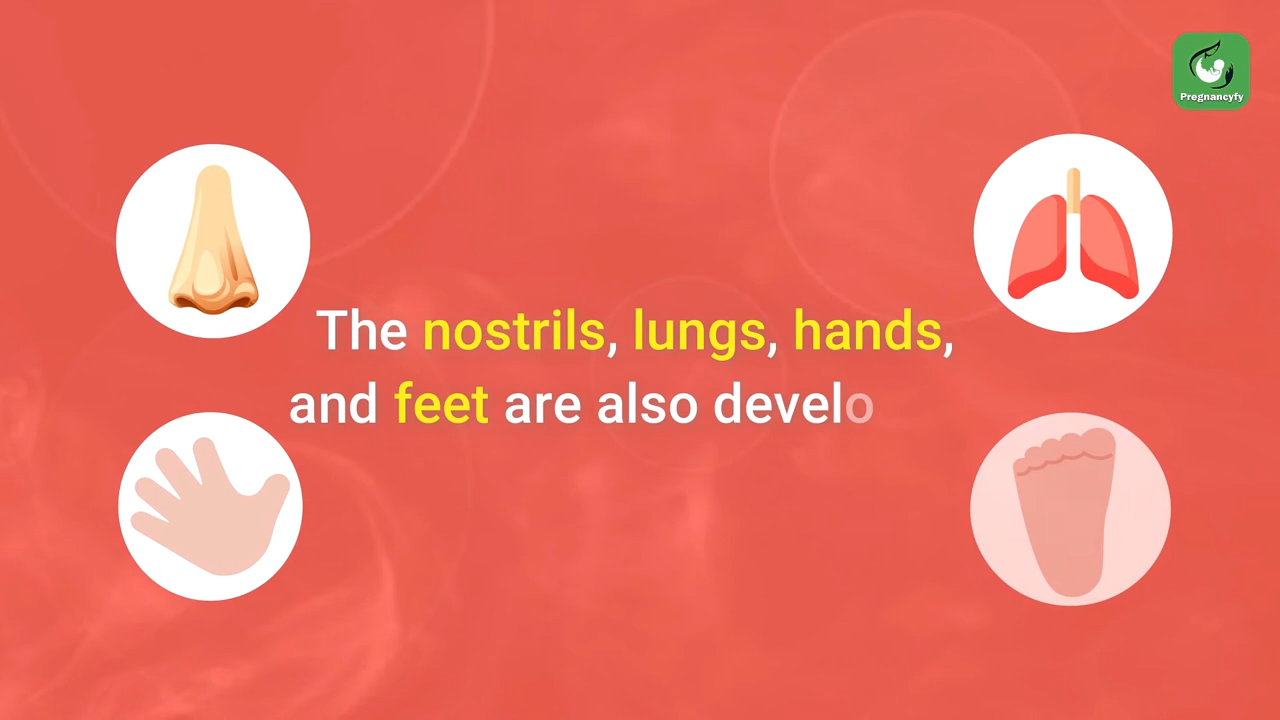 Pregnancyfy
The nostrils, lungs, hands,
and feet are also develo